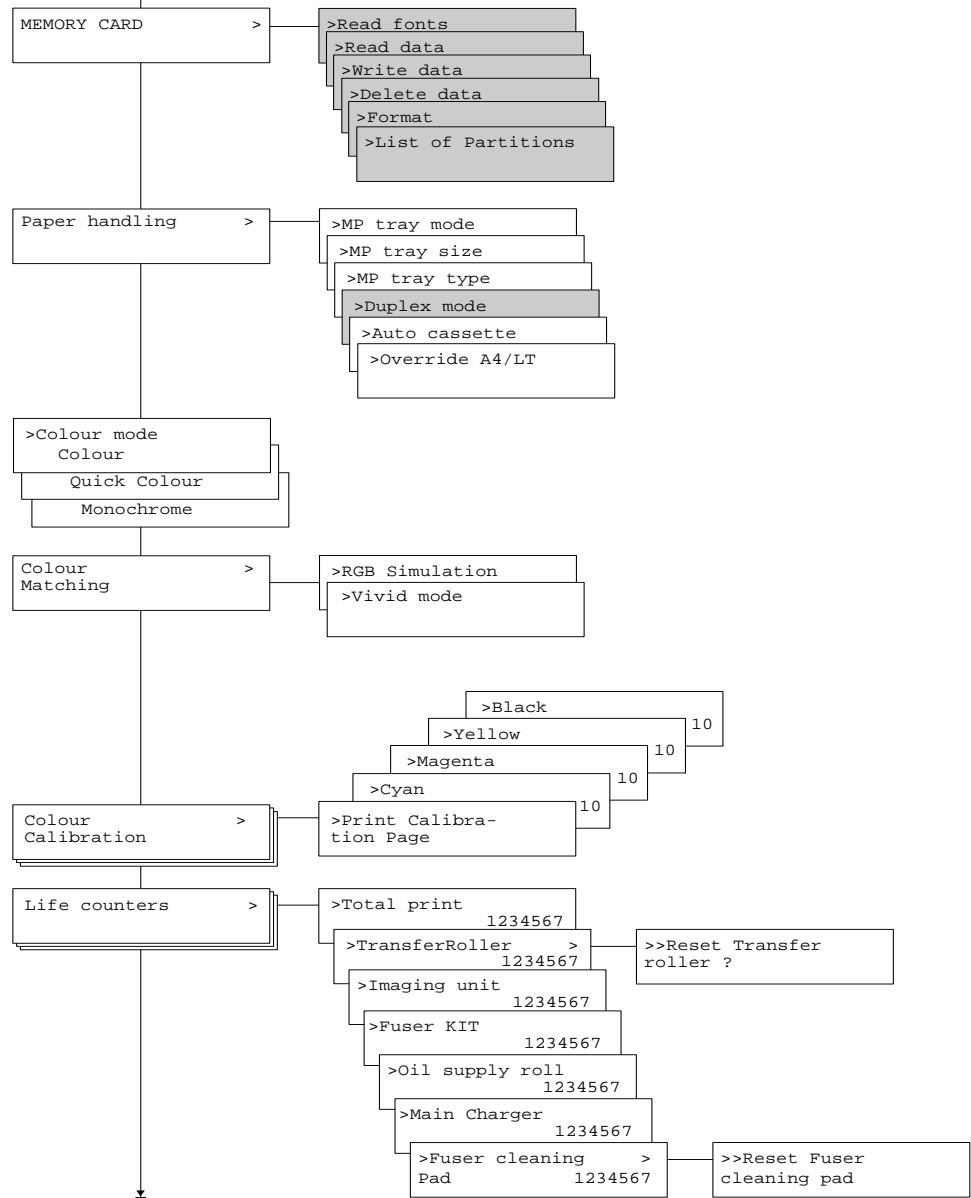 MEMORY CARD >
>Read fonts
>Read data
>Write data
>Delete data
>Format
>List of Partitions
Paper handling >
>MP tray mode
>MP tray size
>MP tray type
>Duplex mode
>Auto cassette
>Override A4/LT
>Colour mode
Colour
Quick Colour
Monochrome
Colour >
Matching
>RGB Simulation
>Vivid mode
>Black
10
>Yellow
10
>Magenta
10
>Cyan
10
Colour >
Calibration
>Print Calibra-
tion Page
Life counters >
>Total print
1234567
>TransferRoller >
1234567
>>Reset Transfer
roller ?
>Imaging unit
1234567
>Fuser KIT
1234567
>Oil supply roll
1234567
>Main Charger
1234567
>Fuser cleaning >
Pad 1234567
>>Reset Fuser
cleaning pad